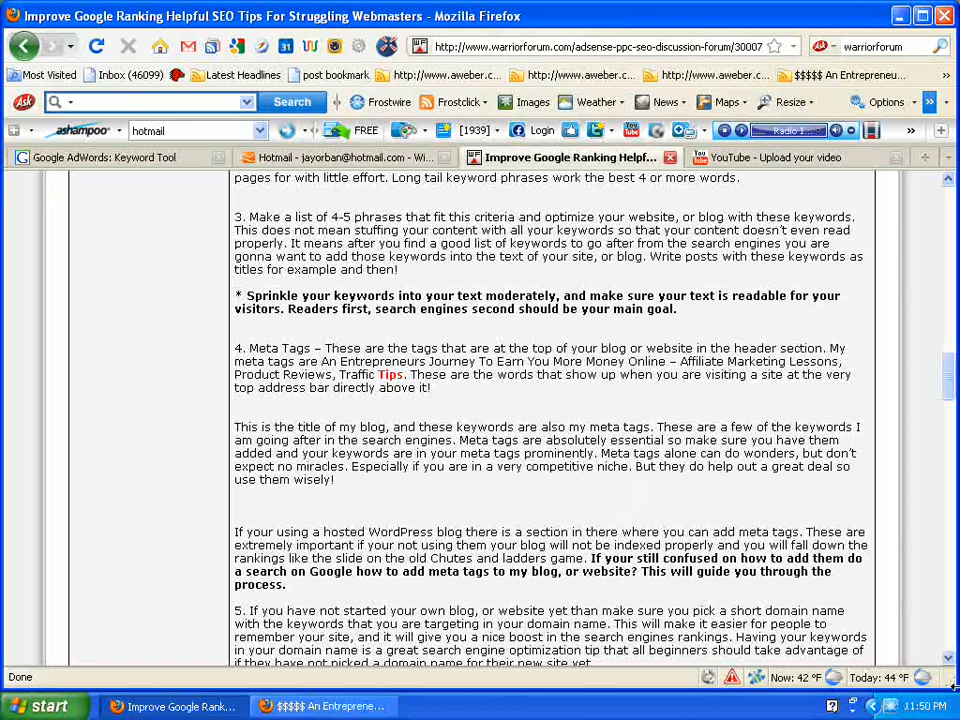 Improve Google Ranking Helpful SEO Tips For Struggling Webmasters - Mozilla Firefox
http://www.warriorforum.com/adsense-ppc-seo-discussion-forum/30007
warriorforum
Most Visited Inbox (46099) Latest Headlines post bookmark http://www.aweber.c... http://www.aweber.c... http://www.aweber.c... $$$$$ An Entrepreneu...
Ask Search Frostwire Frostclick Images Weather News Maps Resize Options
ashampoo hotmail FREE [1939] Login You Tube Radio 1
Google AdWords: Keyword Tool Hotmail - jayorban@hotmail.com - Wi... Improve Google Ranking Helpf... YouTube - Upload your video
pages for with little effort. Long tail keyword phrases work the best 4 or more words.
3. Make a list of 4-5 phrases that fit this criteria and optimize your website, or blog with these keywords.
This does not mean stuffing your content with all your keywords so that your content doesn't even read
properly. It means after you find a good list of keywords to go after from the search engines you are
gonna want to add those keywords into the text of your site, or blog. Write posts with these keywords as
titles for example and then!
* Sprinkle your keywords into your text moderately, and make sure your text is readable for your
visitors. Readers first, search engines second should be your main goal.
4. Meta Tags – These are the tags that are at the top of your blog or website in the header section. My
meta tags are An Entrepreneurs Journey To Earn You More Money Online – Affiliate Marketing Lessons,
Product Reviews, Traffic Tips. These are the words that show up when you are visiting a site at the very
top address bar directly above it!
This is the title of my blog, and these keywords are also my meta tags. These are a few of the keywords I
am going after in the search engines. Meta tags are absolutely essential so make sure you have them
added and your keywords are in your meta tags prominently. Meta tags alone can do wonders, but don't
expect no miracles. Especially if you are in a very competitive niche. But they do help out a great deal so
use them wisely!
If your using a hosted WordPress blog there is a section in there where you can add meta tags. These are
extremely important if your not using them your blog will not be indexed properly and you will fall down the
rankings like the slide on the old Chutes and ladders game. If your still confused on how to add them do
a search on Google how to add meta tags to my blog, or website? This will guide you through the
process.
5. If you have not started your own blog, or website yet than make sure you pick a short domain name
with the keywords that you are targeting in your domain name. This will make it easier for people to
remember your site, and it will give you a nice boost in the search engines rankings. Having your keywords
in your domain name is a great search engine optimization tip that all beginners should take advantage of
if they have not picked a domain name for their new site yet.
Done Now: 42 °F Today: 44 °F
start Improve Google Rank... $$$$$ An Entreprene... 11:50 PM